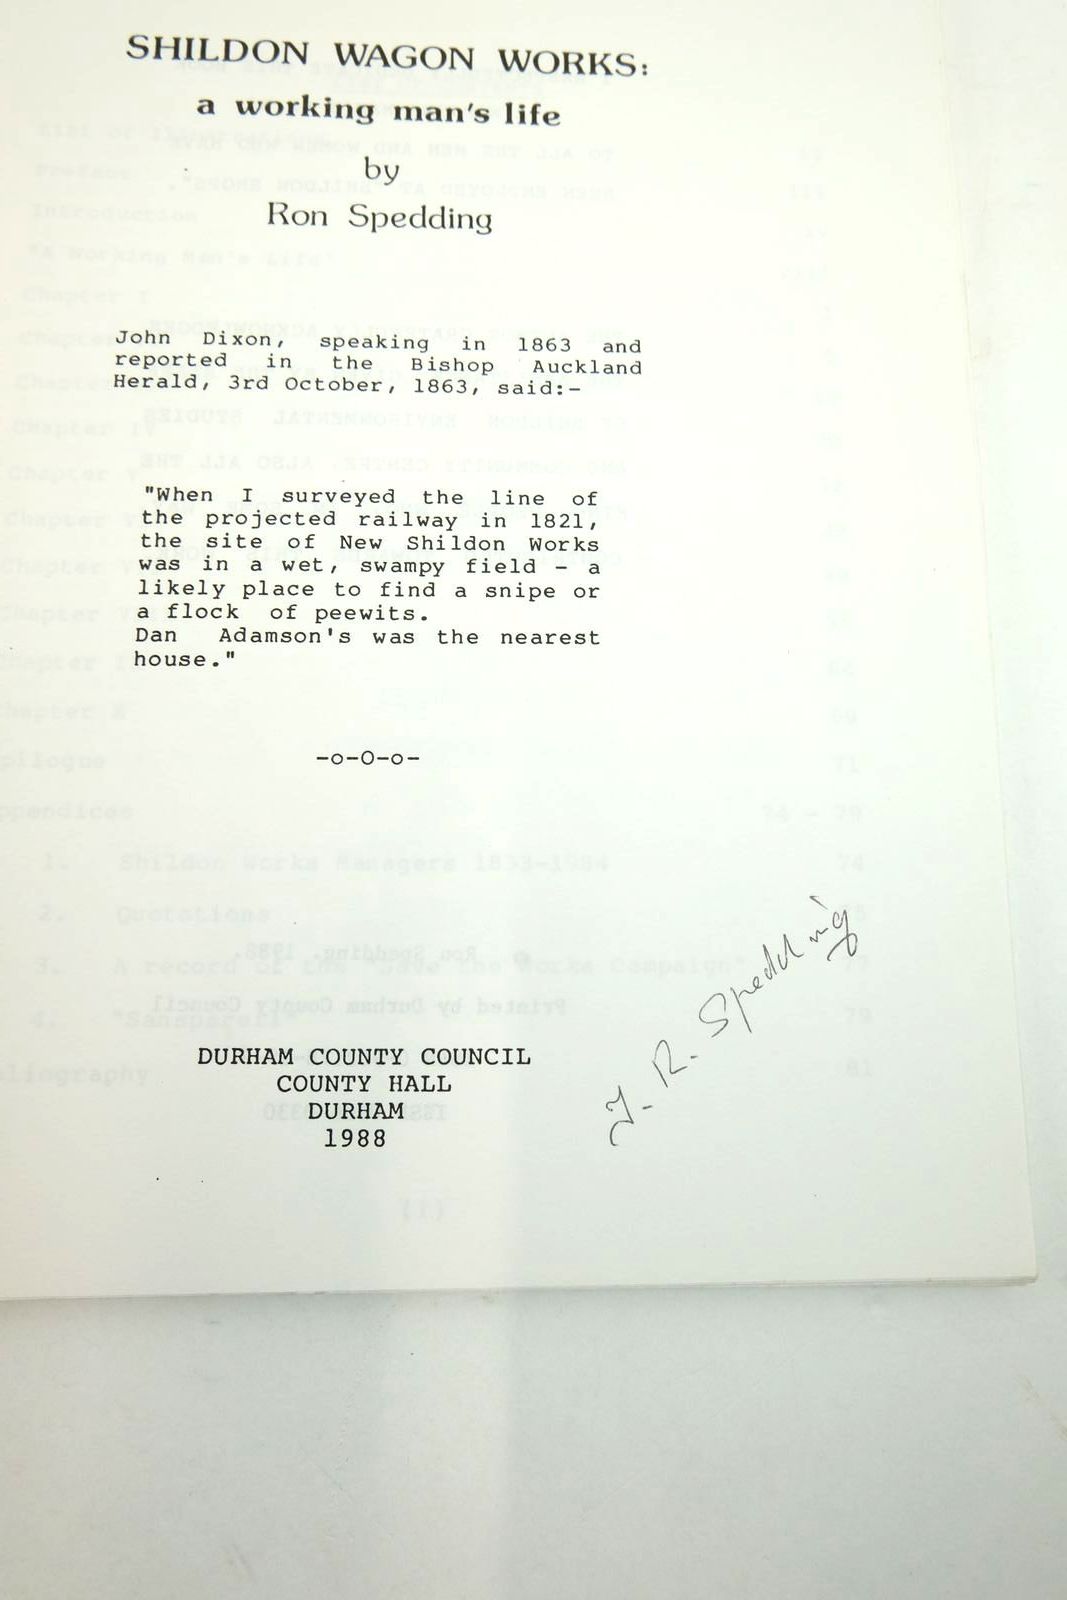 SHILDON WAGON WORKS:
a working man's life
by
Ron Spedding
John Dixon, speaking in 1863 and
reported in the Bishop Auckland
Herald, 3rd October, 1863, said:-
"When I surveyed the line of
the projected railway in 1821,
the site of New Shildon Works
was in a wet, swampy field - a
likely place to find a snipe or
a flock of peewits.
Dan Adamson's was the nearest
house."
-o-O-o-
DURHAM COUNTY COUNCIL
COUNTY HALL
DURHAM
1988
J. R. Spedding